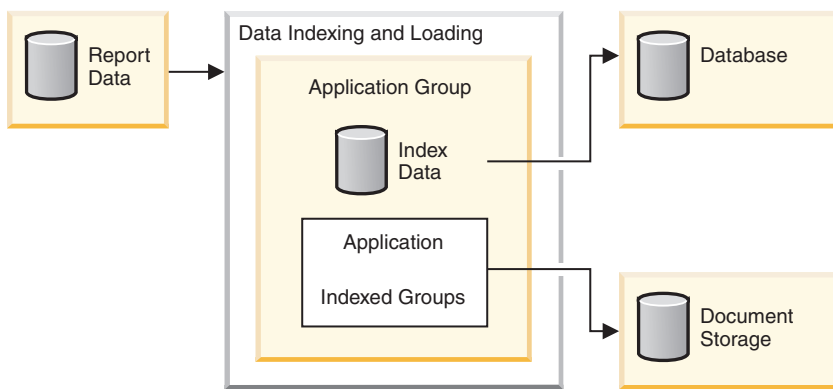 Report
Data
Data Indexing and Loading
Application Group
Index
Data
Application
Indexed Groups
Database
Document
Storage